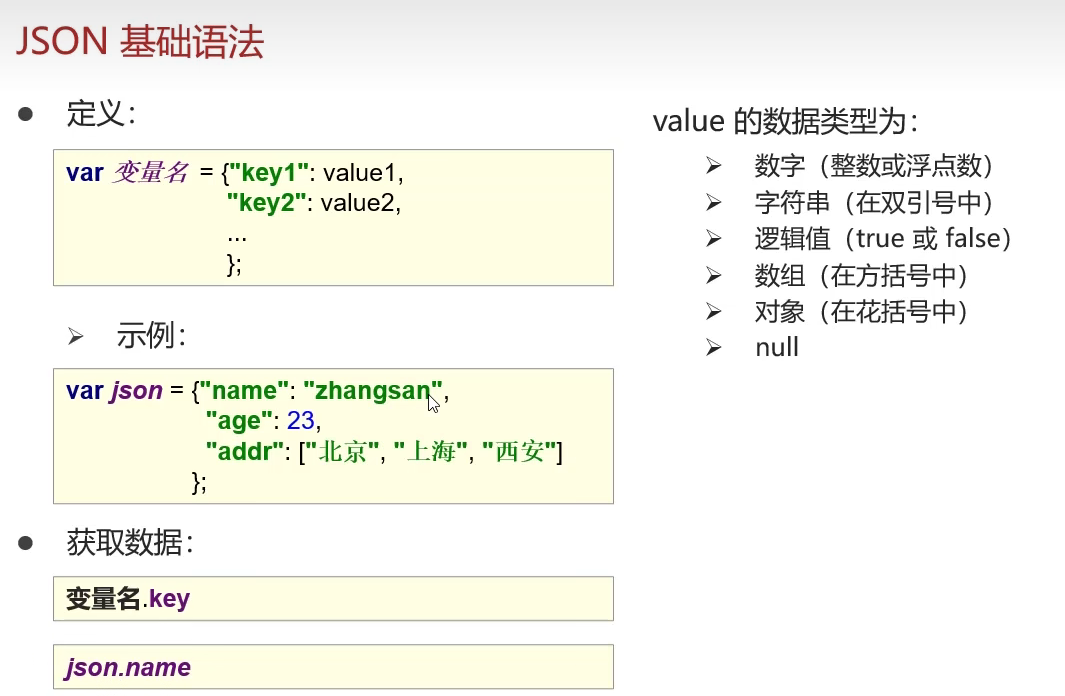 JSON 基础语法
定义：
var 变量名 = {"key1": value1,
"key2": value2,
...
};
示例：
var json = {"name": "zhangsan",
"age": 23,
"addr": ["北京", "上海", "西安"]
};
获取数据：
变量名.key
json.name
value 的数据类型为：
数字（整数或浮点数）
字符串（在双引号中）
逻辑值（true 或 false）
数组（在方括号中）
对象（在花括号中）
null